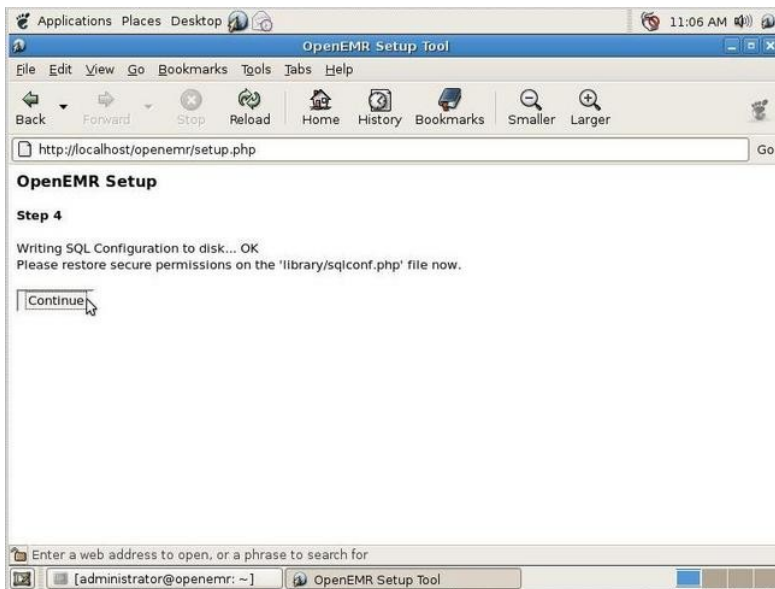 Applications Places Desktop 11:06 AM
OpenEMR Setup Tool
File Edit View Go Bookmarks Tools Tabs Help
Back Forward Stop Reload Home History Bookmarks Smaller Larger
http://localhost/openemr/setup.php Go
OpenEMR Setup
Step 4
Writing SQL Configuration to disk... OK
Please restore secure permissions on the 'library/sqlconf.php' file now.
Continue
Enter a web address to open, or a phrase to search for
[administrator@openemr: ~] OpenEMR Setup Tool